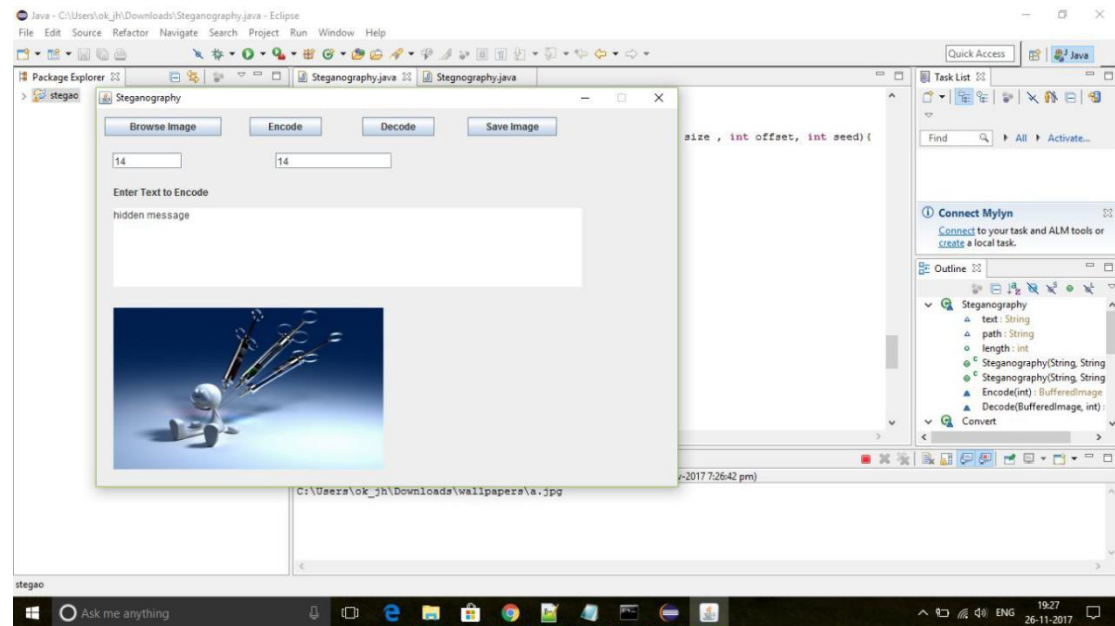 Java - C:\Users\ok_jh\Downloads\Steganography.java - Eclipse
File Edit Source Refactor Navigate Search Project Run Window Help
Quick Access
Java
Package Explorer
Steganography.java
Stegnography.java
Task List
stegao
Steganography
Browse Image
Encode
Decode
Save Image
size , int offset, int seed){
Find
All
Activate...
14
14
Enter Text to Encode
hidden message
Connect Mylyn
Connect to your task and ALM tools or
create a local task.
Outline
Steganography
text : String
path : String
length : int
Steganography(String, String
Steganography(String, String
Encode(int) : BufferedImage
Decode(BufferedImage, int) :
Convert
-2017 7:26:42 pm)
C:\Users\ok_jh\Downloads\wallpapers\a.jpg
stegao
Ask me anything
ENG
19:27
26-11-2017